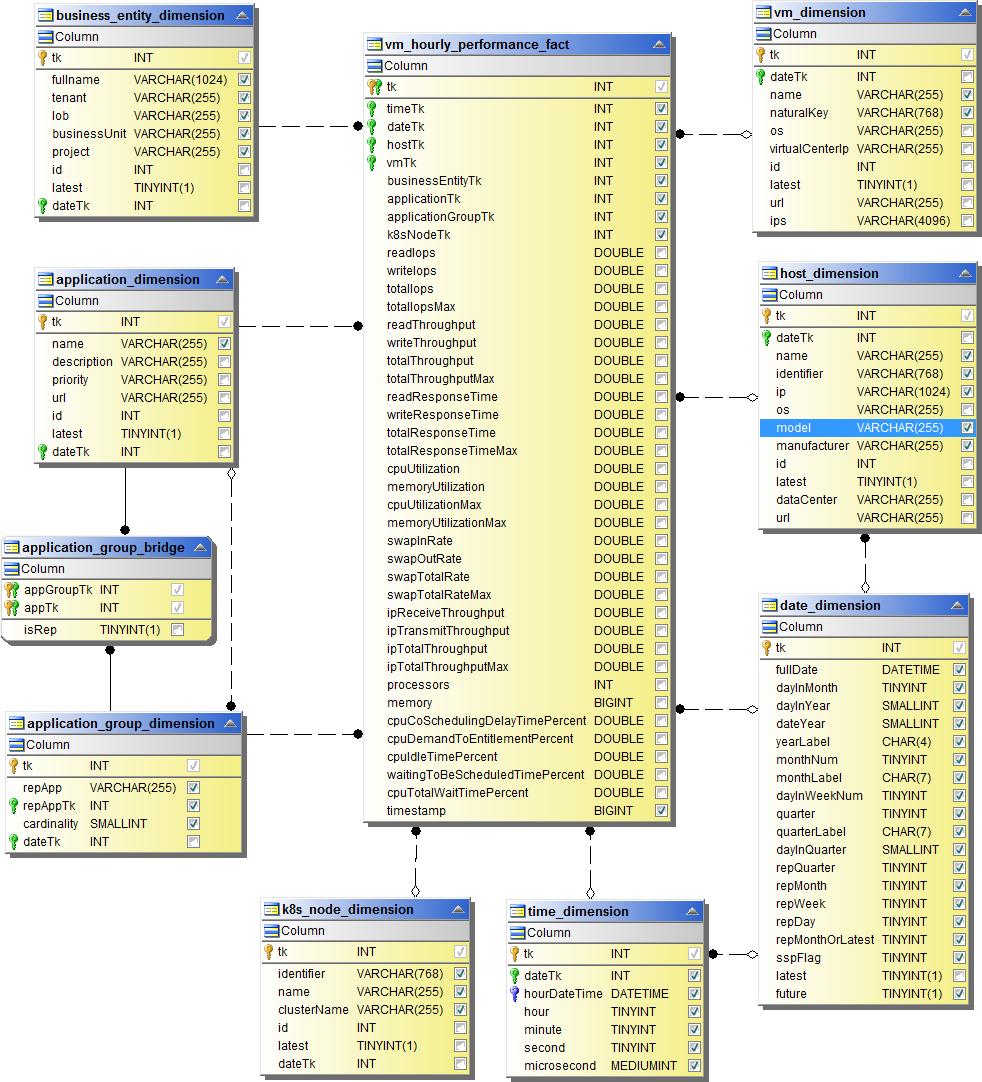 business_entity_dimension
Column
tk INT
fullname VARCHAR(1024)
tenant VARCHAR(255)
lob VARCHAR(255)
businessUnit VARCHAR(255)
project VARCHAR(255)
id INT
latest TINYINT(1)
dateTk INT
application_dimension
Column
tk INT
name VARCHAR(255)
description VARCHAR(255)
priority VARCHAR(255)
url VARCHAR(255)
id INT
latest TINYINT(1)
dateTk INT
application_group_bridge
Column
appGroupTk INT
appTk INT
isRep TINYINT(1)
application_group_dimension
Column
tk INT
repApp VARCHAR(255)
repAppTk INT
cardinality SMALLINT
dateTk INT
vm_hourly_performance_fact
Column
tk INT
timeTk INT
dateTk INT
hostTk INT
vmTk INT
businessEntityTk INT
applicationTk INT
applicationGroupTk INT
k8sNodeTk INT
readIops DOUBLE
writeIops DOUBLE
totalIops DOUBLE
totalIopsMax DOUBLE
readThroughput DOUBLE
writeThroughput DOUBLE
totalThroughput DOUBLE
totalThroughputMax DOUBLE
readResponseTime DOUBLE
writeResponseTime DOUBLE
totalResponseTime DOUBLE
totalResponseTimeMax DOUBLE
cpuUtilization DOUBLE
memoryUtilization DOUBLE
cpuUtilizationMax DOUBLE
memoryUtilizationMax DOUBLE
swapInRate DOUBLE
swapOutRate DOUBLE
swapTotalRate DOUBLE
swapTotalRateMax DOUBLE
ipReceiveThroughput DOUBLE
ipTransmitThroughput DOUBLE
ipTotalThroughput DOUBLE
ipTotalThroughputMax DOUBLE
processors INT
memory BIGINT
cpuCoSchedulingDelayTimePercent DOUBLE
cpuDemandToEntitlementPercent DOUBLE
cpuIdleTimePercent DOUBLE
waitingToBeScheduledTimePercent DOUBLE
cpuTotalWaitTimePercent DOUBLE
timestamp BIGINT
k8s_node_dimension
Column
tk INT
identifier VARCHAR(768)
name VARCHAR(255)
clusterName VARCHAR(255)
id INT
latest TINYINT(1)
dateTk INT
time_dimension
Column
tk INT
dateTk INT
hourDateTime DATETIME
hour TINYINT
minute TINYINT
second TINYINT
microsecond MEDIUMINT
vm_dimension
Column
tk INT
dateTk INT
name VARCHAR(255)
naturalKey VARCHAR(768)
os VARCHAR(255)
virtualCenterIp VARCHAR(255)
id INT
latest TINYINT(1)
url VARCHAR(255)
ips VARCHAR(4096)
host_dimension
Column
tk INT
dateTk INT
name VARCHAR(255)
identifier VARCHAR(768)
ip VARCHAR(1024)
os VARCHAR(255)
model VARCHAR(255)
manufacturer VARCHAR(255)
id INT
latest TINYINT(1)
dataCenter VARCHAR(255)
url VARCHAR(255)
date_dimension
Column
tk INT
fullDate DATETIME
dayInMonth TINYINT
dayInYear SMALLINT
dateYear SMALLINT
yearLabel CHAR(4)
monthNum TINYINT
monthLabel CHAR(7)
dayInWeekNum TINYINT
quarter TINYINT
quarterLabel CHAR(7)
dayInQuarter SMALLINT
repQuarter TINYINT
repMonth TINYINT
repWeek TINYINT
repDay TINYINT
repMonthOrLatest TINYINT
sspFlag TINYINT
latest TINYINT(1)
future TINYINT(1)